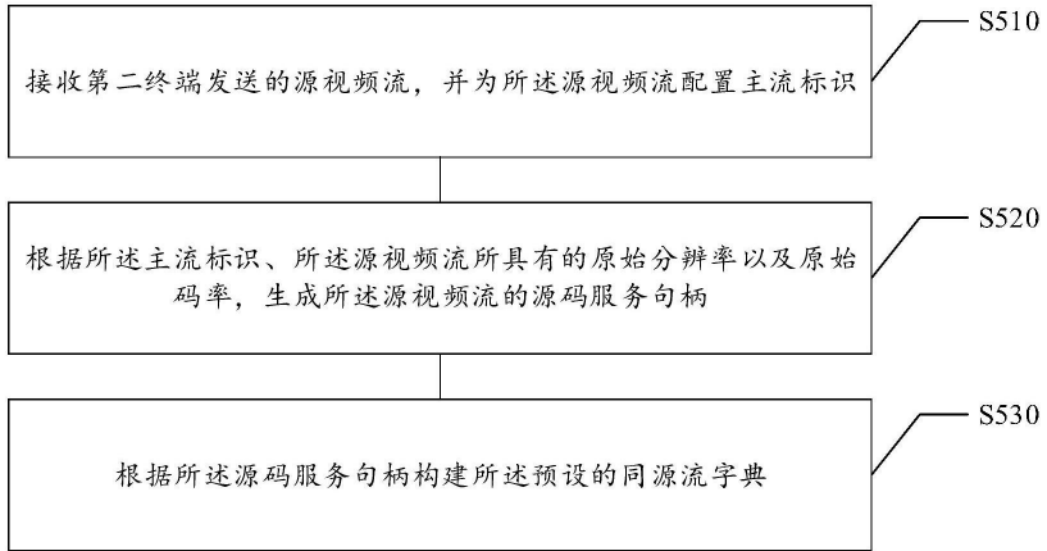 S510
接收第二终端发送的源视频流，并为所述源视频流配置主流标识
S520
根据所述主流标识、所述源视频流所具有的原始分辨率以及原始
码率，生成所述源视频流的源码服务句柄
S530
根据所述源码服务句柄构建所述预设的同源流字典